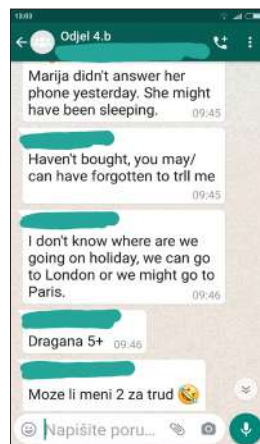 13:03
Odjel 4.b
Marija didn't answer her
phone yesterday. She might
have been sleeping.
09:45
Haven't bought, you may/
can have forgotten to trll me
09:45
I don't know where are we
going on holiday, we can go
to London or we might go to
Paris.
09:46
Dragana 5+ 09:46
Moze li meni 2 za trud 🤣
Napišite poru...